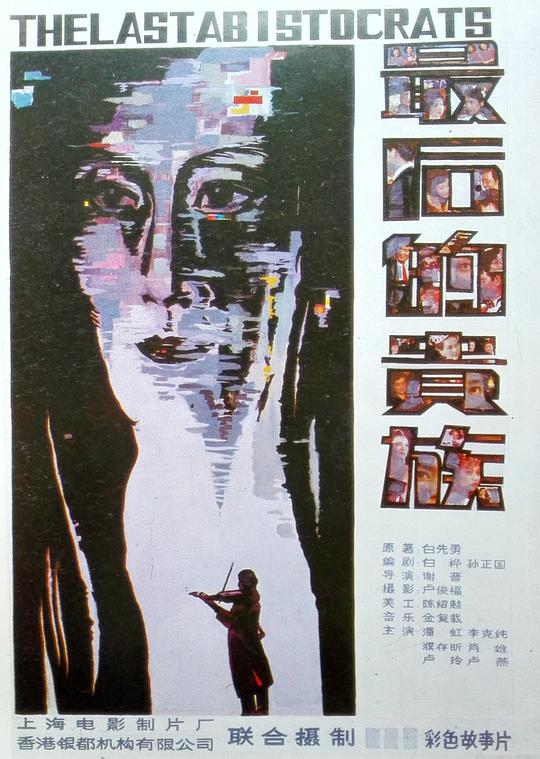 THELASTABISTOCRATS
最后的贵族
原著:白先勇
编剧:白 桦 孙正国
导演:谢 晋
摄影:卢俊福
美工:陈绍勉
音乐:金复载
主演:潘 虹 李克纯
濮存昕 肖 雄
卢 玲 卢 燕
上海电影制片厂
香港银都机构有限公司
联合摄制
彩色故事片